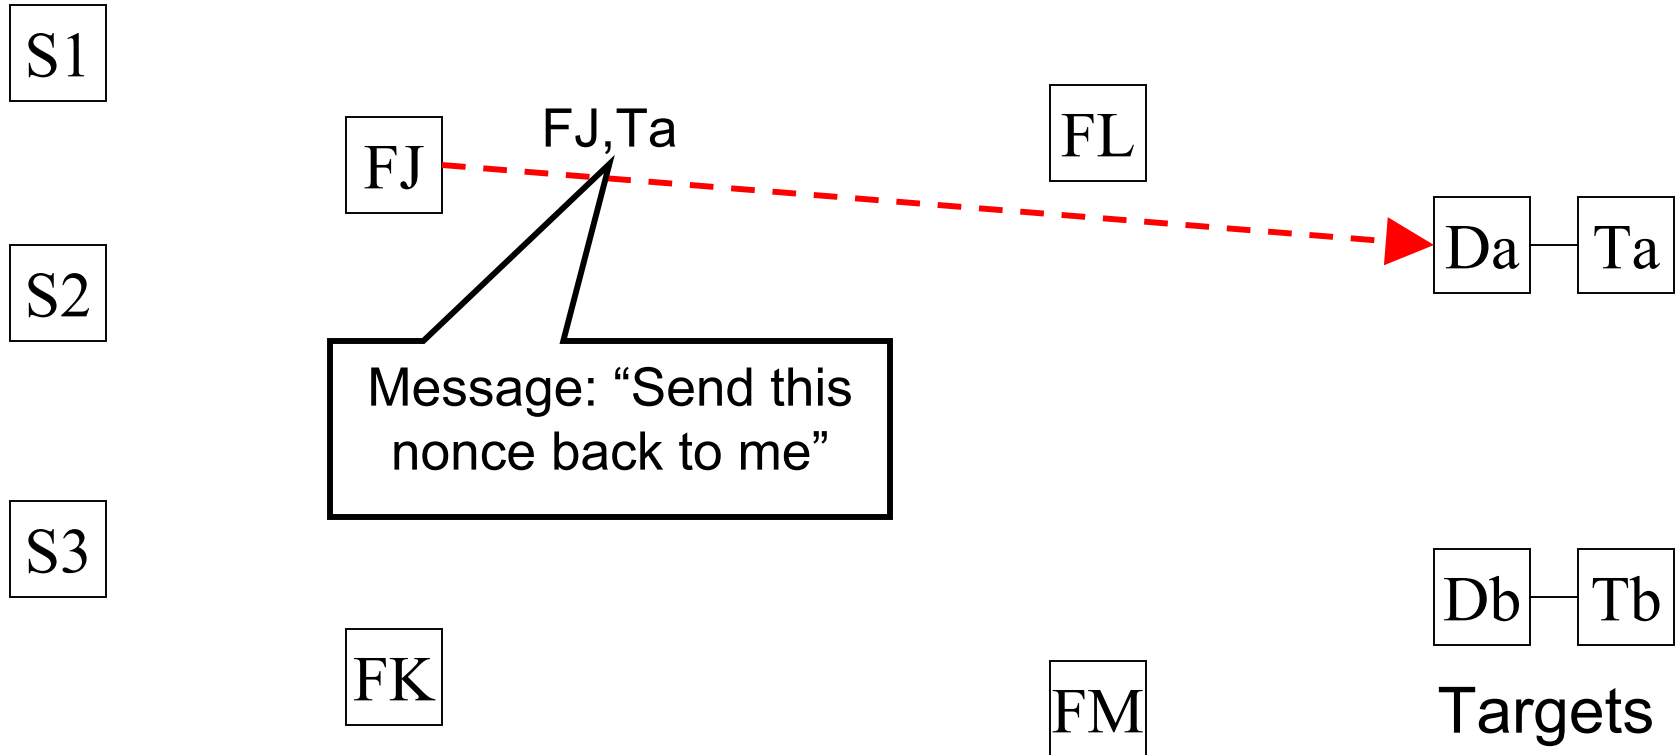 S1
FJ,Ta
FL
FJ
Da
Ta
S2
Message: “Send this
nonce back to me”
S3
Db
Tb
FK
FM
Targets